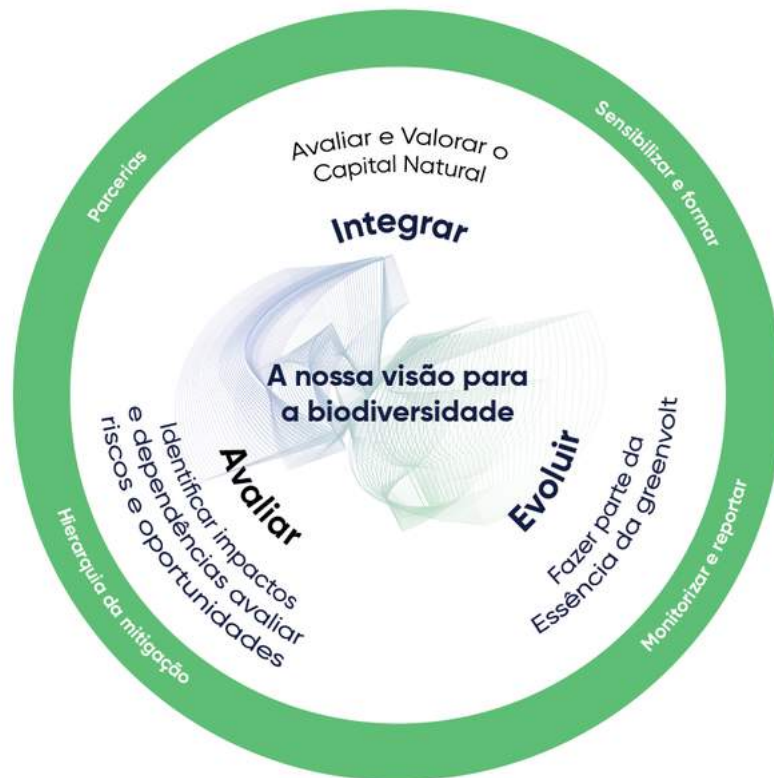 Parcerias
Sensibilizar e formar
Avaliar e Valorar o
Capital Natural
Integrar
A nossa visão para
a biodiversidade
Avaliar
Identificar impactos
e dependências avaliar
riscos e oportunidades
Evoluir
Fazer parte da
Essência da greenvolt
Hierarquia da mitigação
Monitorizar e reportar